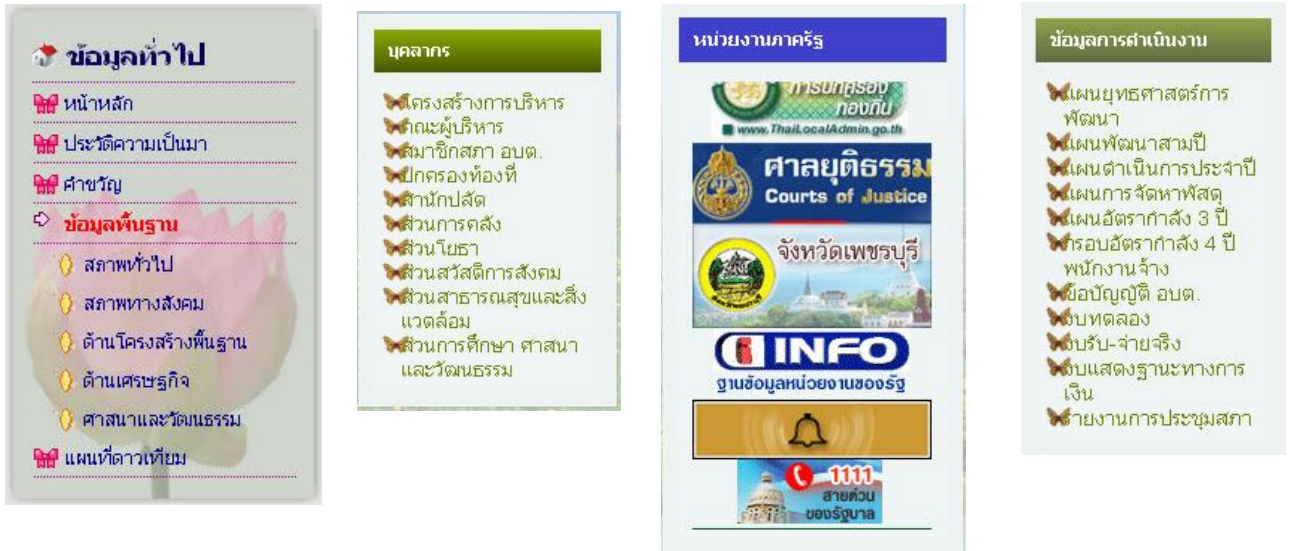 ข้อมูลทั่วไป
หน้าหลัก
ประวัติความเป็นมา
คำขวัญ
ข้อมูลพื้นฐาน
สภาพทั่วไป
สภาพทางสังคม
ด้านโครงสร้างพื้นฐาน
ด้านเศรษฐกิจ
ศาสนาและวัฒนธรรม
แผนที่ดาวเทียม
บุคลากร
โครงสร้างการบริหาร
คณะผู้บริหาร
สมาชิกสภา อบต.
ปกครองท้องที่
สำนักปลัด
ส่วนการคลัง
ส่วนโยธา
ส่วนสวัสดิการสังคม
ส่วนสาธารณสุขและสิ่ง
แวดล้อม
ส่วนการศึกษา ศาสนา
และวัฒนธรรม
หน่วยงานภาครัฐ
การปกครอง
ท้องถิ่น
www.ThaiLocalAdmin.go.th
ศาลยุติธรรม
Courts of Justice
จังหวัดเพชรบุรี
INFO
ฐานข้อมูลหน่วยงานของรัฐ
1111
สายด่วน
ของรัฐบาล
ข้อมูลการดำเนินงาน
แผนยุทธศาสตร์การ
พัฒนา
แผนพัฒนาสามปี
แผนดำเนินการประจำปี
แผนการจัดหาพัสดุ
แผนอัตรากำลัง 3 ปี
กรอบอัตรากำลัง 4 ปี
พนักงานจ้าง
ข้อบัญญัติ อบต.
งบทดลอง
งบรับ-จ่ายจริง
งบแสดงฐานะทางการ
เงิน
รายงานการประชุมสภา